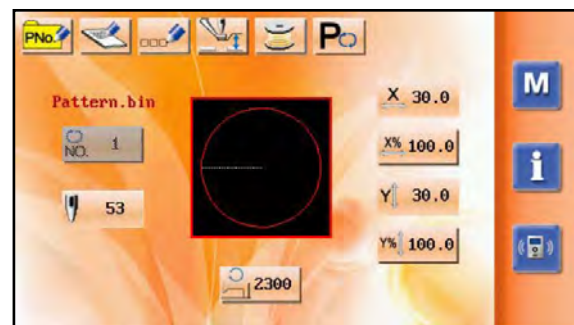 PNo.
P
Pattern.bin
NO. 1
53
2300
X 30.0
X% 100.0
Y 30.0
Y% 100.0
M
i